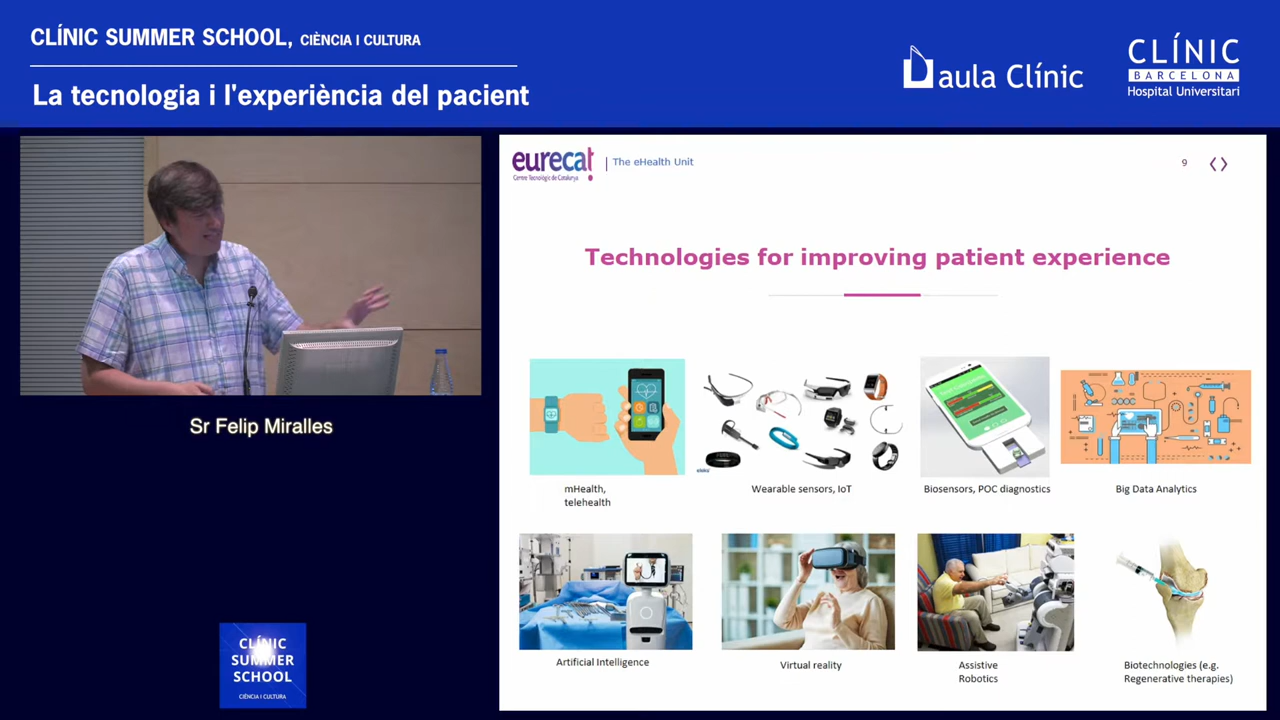 CLÍNIC SUMMER SCHOOL, CIÈNCIA I CULTURA
La tecnologia i l'experiència del pacient
aula Clínic
CLÍNIC
BARCELONA
Hospital Universitari
Sr Felip Miralles
CLÍNIC
SUMMER
SCHOOL
CIÈNCIA I CULTURA
eurecat
Centre Tecnològic de Catalunya
The eHealth Unit
9
Technologies for improving patient experience
mHealth,
telehealth
Wearable sensors, IoT
Biosensors, POC diagnostics
Big Data Analytics
Artificial Intelligence
Virtual reality
Assistive
Robotics
Biotechnologies (e.g.
Regenerative therapies)